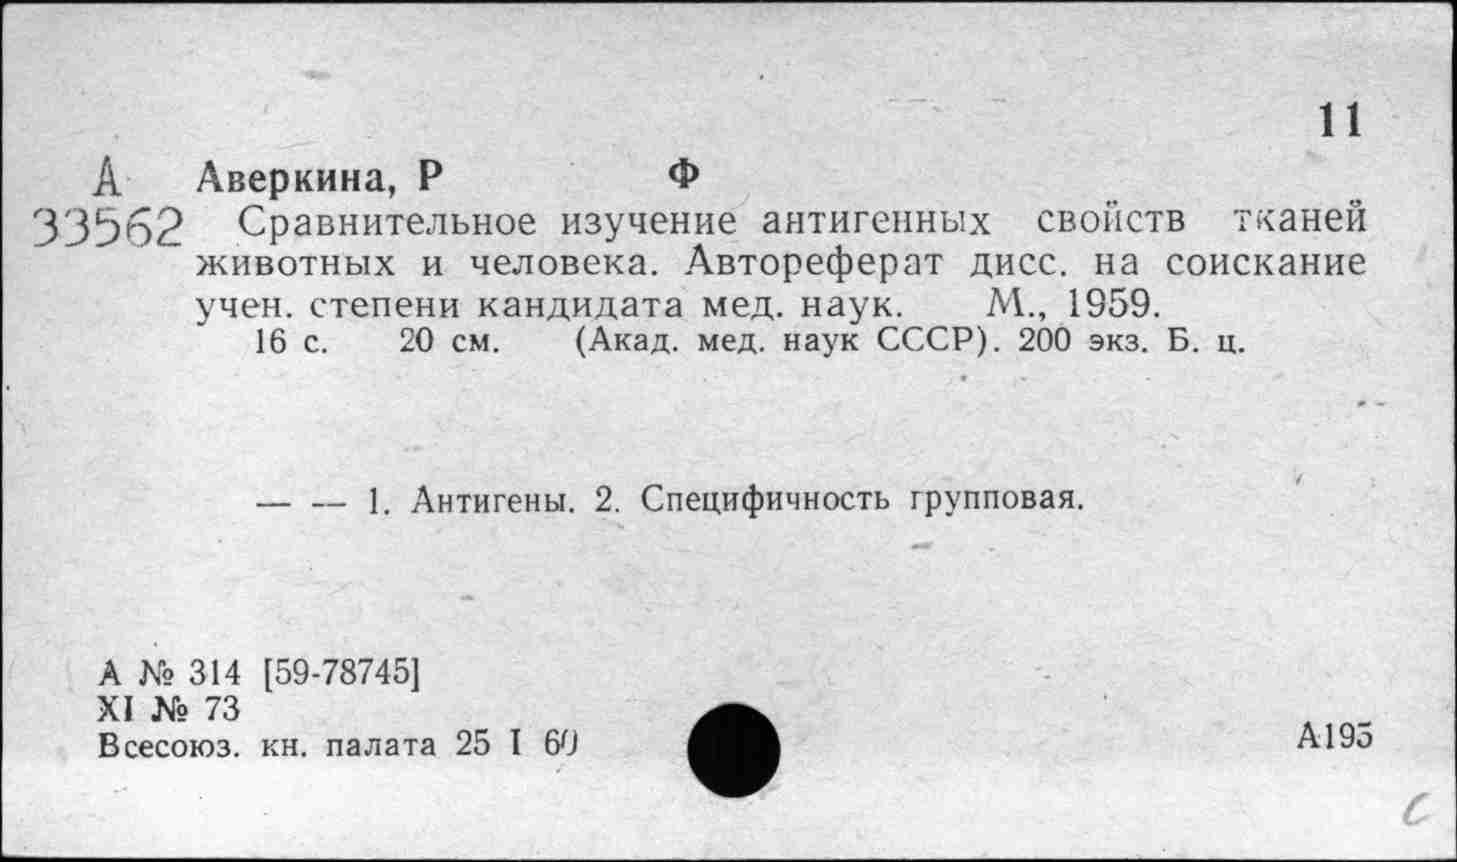 11
А Аверкина, Р Ф
33562 Сравнительное изучение антигенных свойств тканей
животных и человека. Автореферат дисс. на соискание
учен. степени кандидата мед. наук. М., 1959.
16 с. 20 см. (Акад. мед. наук СССР). 200 экз. Б. ц.
— — 1. Антигены. 2. Специфичность групповая.
А № 314 [59-78745]
XI № 73
Всесоюз. кн. палата 25 I 60
А195
С